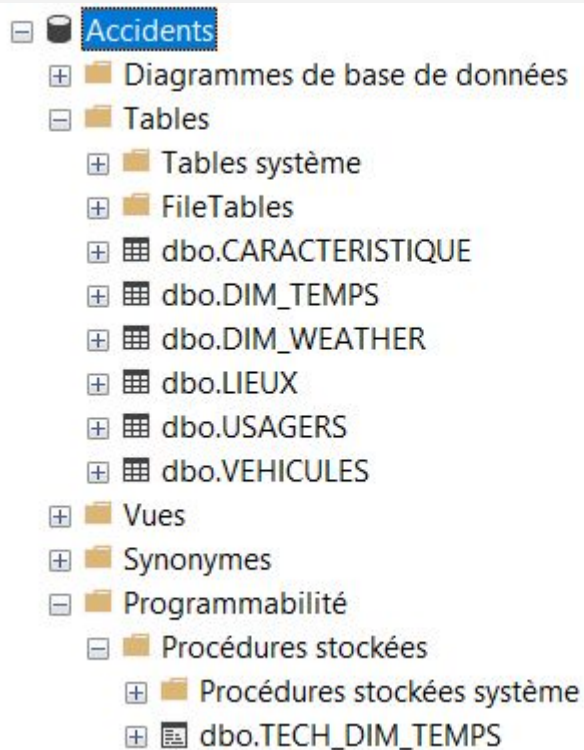 Accidents
Diagrammes de base de données
Tables
Tables système
FileTables
dbo.CARACTERISTIQUE
dbo.DIM_TEMPS
dbo.DIM_WEATHER
dbo.LIEUX
dbo.USAGERS
dbo.VEHICULES
Vues
Synonymes
Programmabilité
Procédures stockées
Procédures stockées système
dbo.TECH_DIM_TEMPS